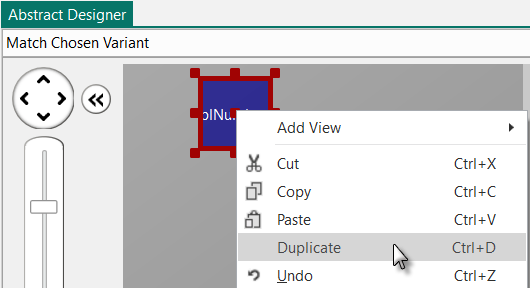 Abstract Designer
Match Chosen Variant
Add View
Cut Ctrl+X
Copy Ctrl+C
Paste Ctrl+V
Duplicate Ctrl+D
Undo Ctrl+Z